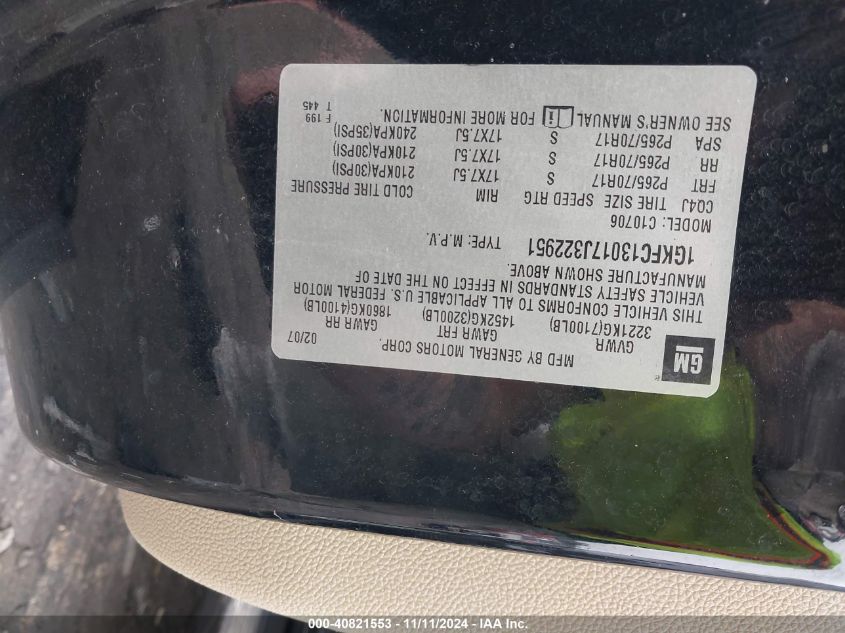 GM
®
MFD BY GENERAL MOTORS CORP. 02/07
GVWR GAWR FRT GAWR RR
3221KG(7100LB) 1452KG(3200LB) 1860KG(4100LB)
THIS VEHICLE CONFORMS TO ALL APPLICABLE U.S. FEDERAL MOTOR
VEHICLE SAFETY STANDARDS IN EFFECT ON THE DATE OF
MANUFACTURE SHOWN ABOVE.
1GKFC13017J322951 TYPE: M.P.V.
MODEL: C10706
CQ4J TIRE SIZE SPEED RTG RIM COLD TIRE PRESSURE
FRT P265/70R17 S 17X7.5J 210KPA(30PSI)
RR P265/70R17 S 17X7.5J 210KPA(30PSI)
SPA P265/70R17 S 17X7.5J 240KPA(35PSI)
SEE OWNER'S MANUAL FOR MORE INFORMATION.
F 199
T 445
000-40821553 - 11/11/2024 - IAA Inc.